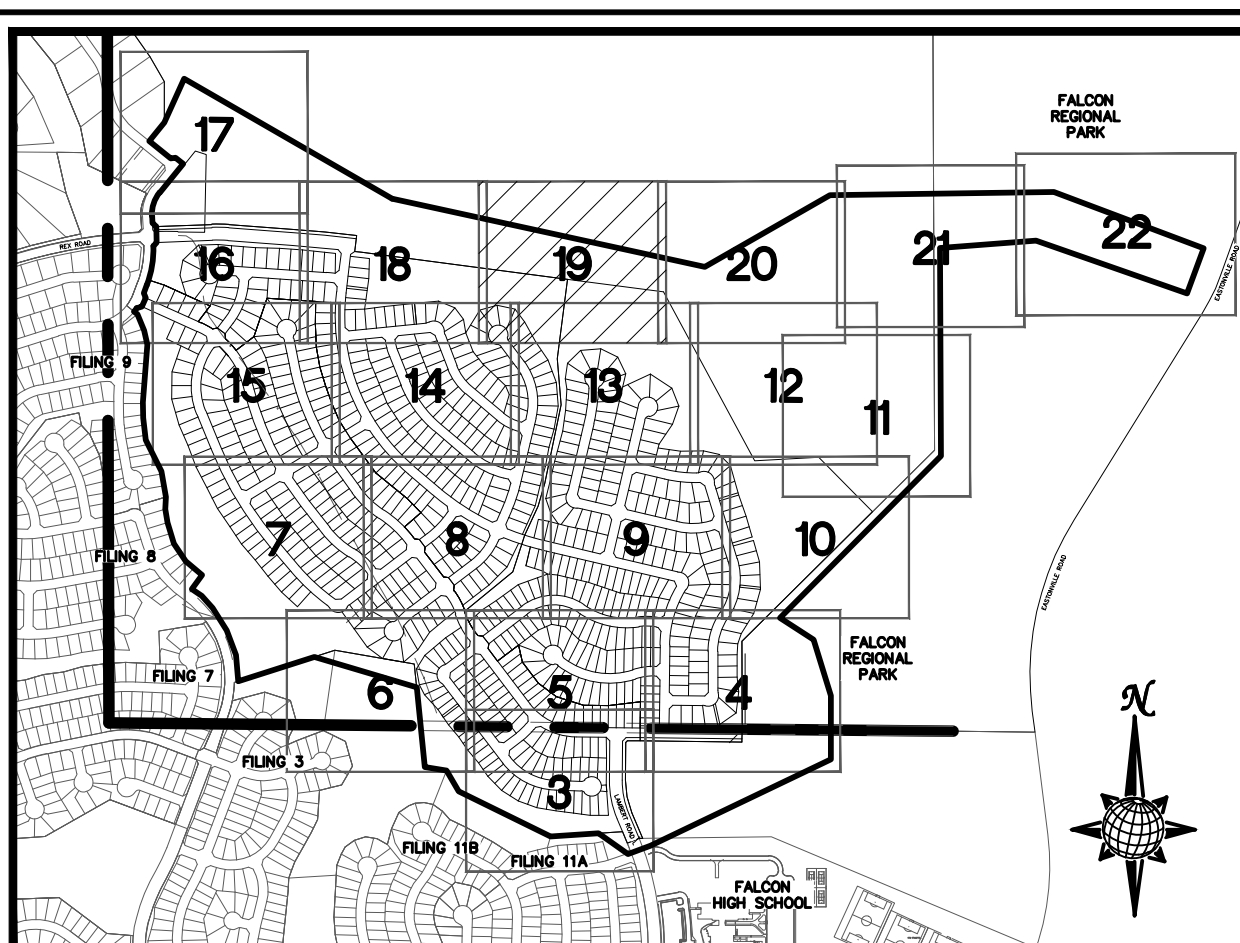 FALCON
REGIONAL
PARK
17
22
REX ROAD
16
18
19
20
21
EASTONVILLE ROAD
FILING 9
15
14
13
12
11
7
8
9
10
FILING 8
EASTONVILLE ROAD
FALCON
REGIONAL
PARK
FILING 7
6
5
4
N
FILING 3
3
LAMBERT ROAD
FILING 11B
FILING 11A
FALCON
HIGH SCHOOL